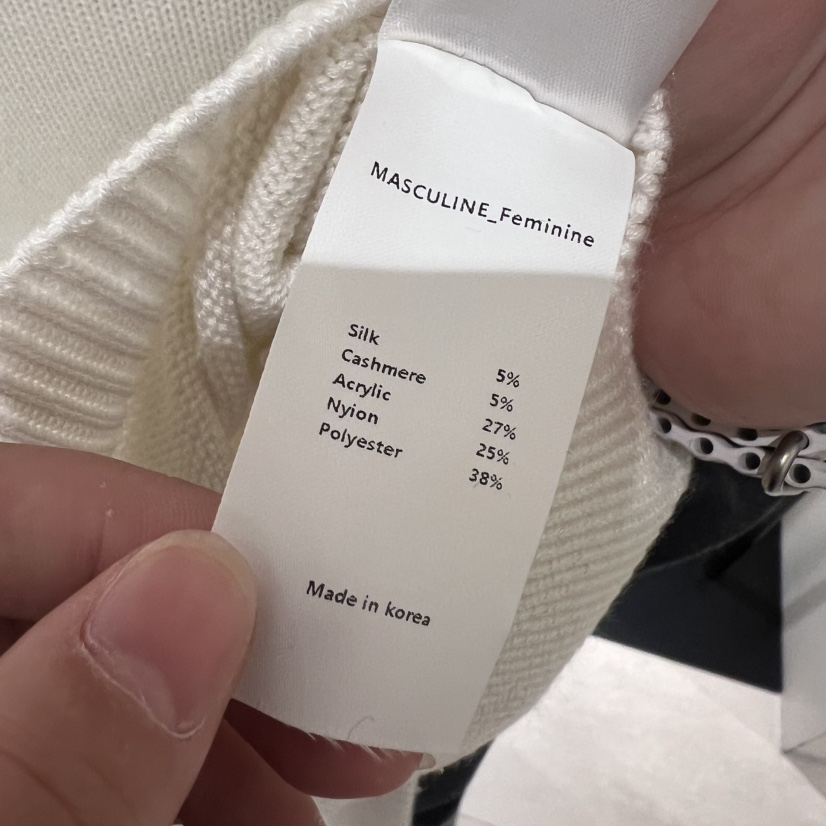 MASCULINE_Feminine
Silk 5%
Cashmere 5%
Acrylic 27%
Nyion 25%
Polyester 38%
Made in korea